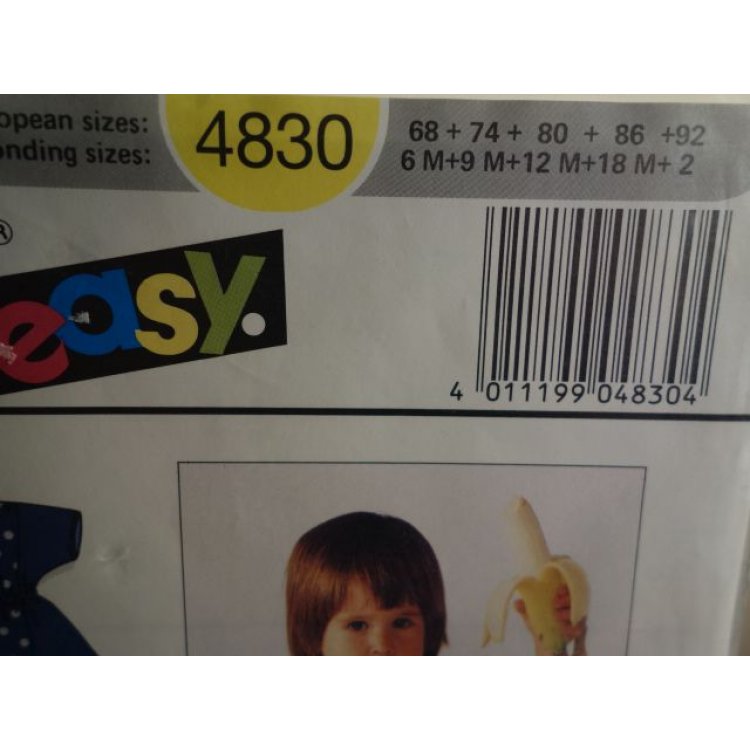 opean sizes: 4830 68 + 74 + 80 + 86 +92
onding sizes: 6 M+9 M+12 M+18 M+ 2
®
easy.
4 011199 048304